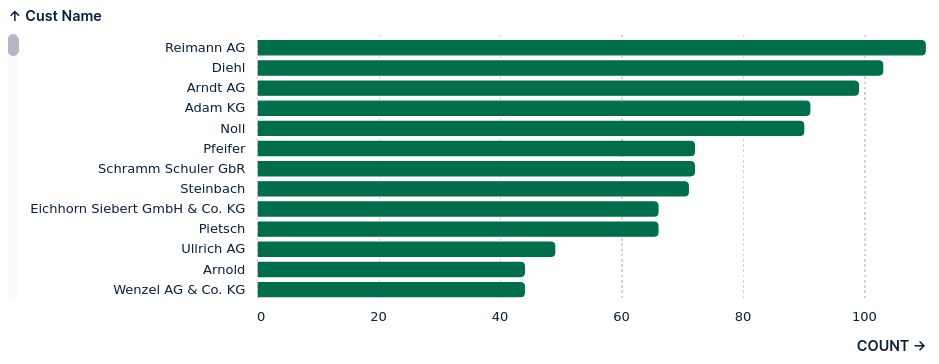 ↑ Cust Name
Reimann AG
Diehl
Arndt AG
Adam KG
Noll
Pfeifer
Schramm Schuler GbR
Steinbach
Eichhorn Siebert GmbH & Co. KG
Pietsch
Ullrich AG
Arnold
Wenzel AG & Co. KG
0 20 40 60 80 100
COUNT →